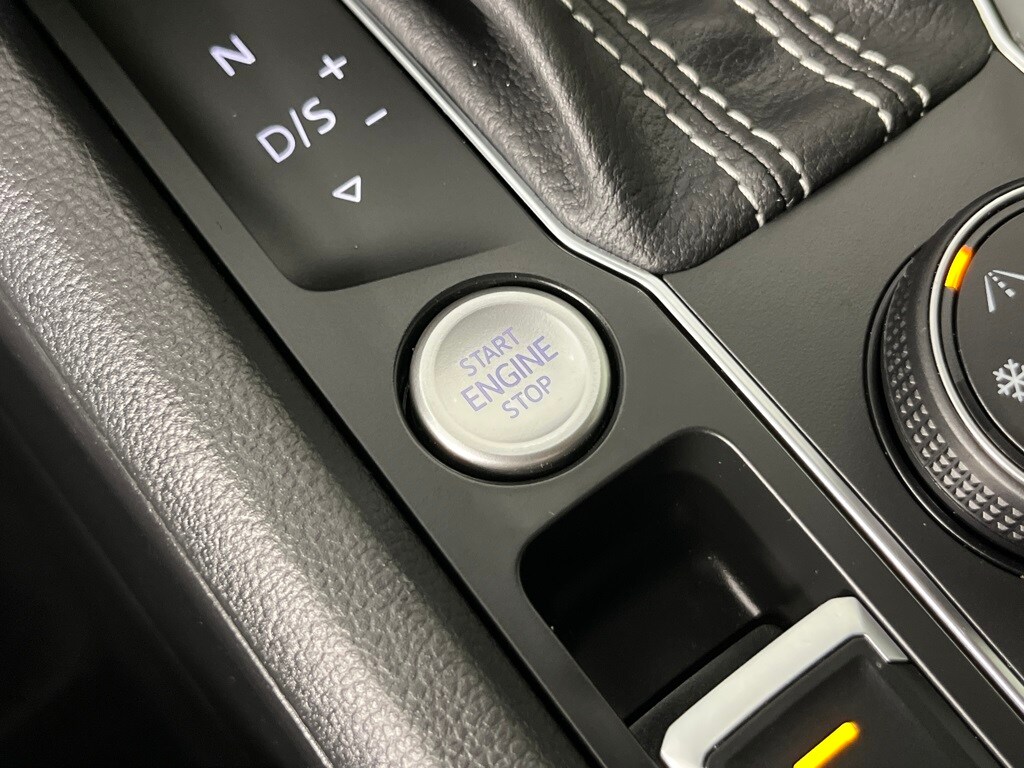 N
+
D/S
-
START
ENGINE
STOP